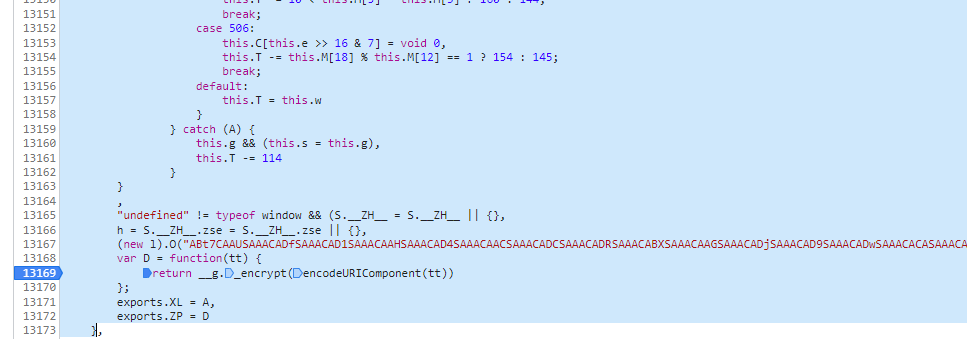 13151 break;
13152 case 506:
13153 this.C[this.e >> 16 & 7] = void 0,
13154 this.T -= this.M[18] % this.M[12] == 1 ? 154 : 145;
13155 break;
13156 default:
13157 this.T = this.w
13158 }
13159 } catch (A) {
13160 this.g && (this.s = this.g),
13161 this.T -= 114
13162 }
13163 }
13164 ,
13165 "undefined" != typeof window && (S.__ZH__ = S.__ZH__ || {},
13166 h = S.__ZH__.zse = S.__ZH__.zse || {},
13167 (new l).O("ABt7CAAUSAAACADfSAAACAD1SAAACAAHSAAACAD4SAAACAACSAAACADCSAAACADRSAAACABXSAAACAAGSAAACADjSAAACAD9SAAACADwSAAACACASAAACA
13168 var D = function(tt) {
13169 return __g._encrypt(encodeURIComponent(tt))
13170 };
13171 exports.XL = A,
13172 exports.ZP = D
13173 },